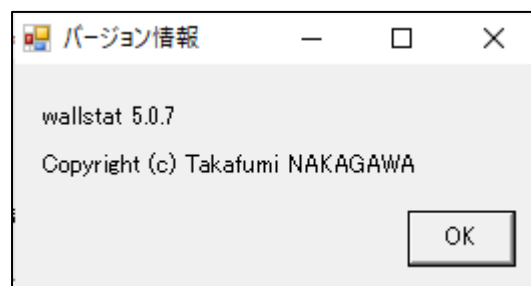 バージョン情報
wallstat 5.0.7
Copyright (c) Takafumi NAKAGAWA
OK